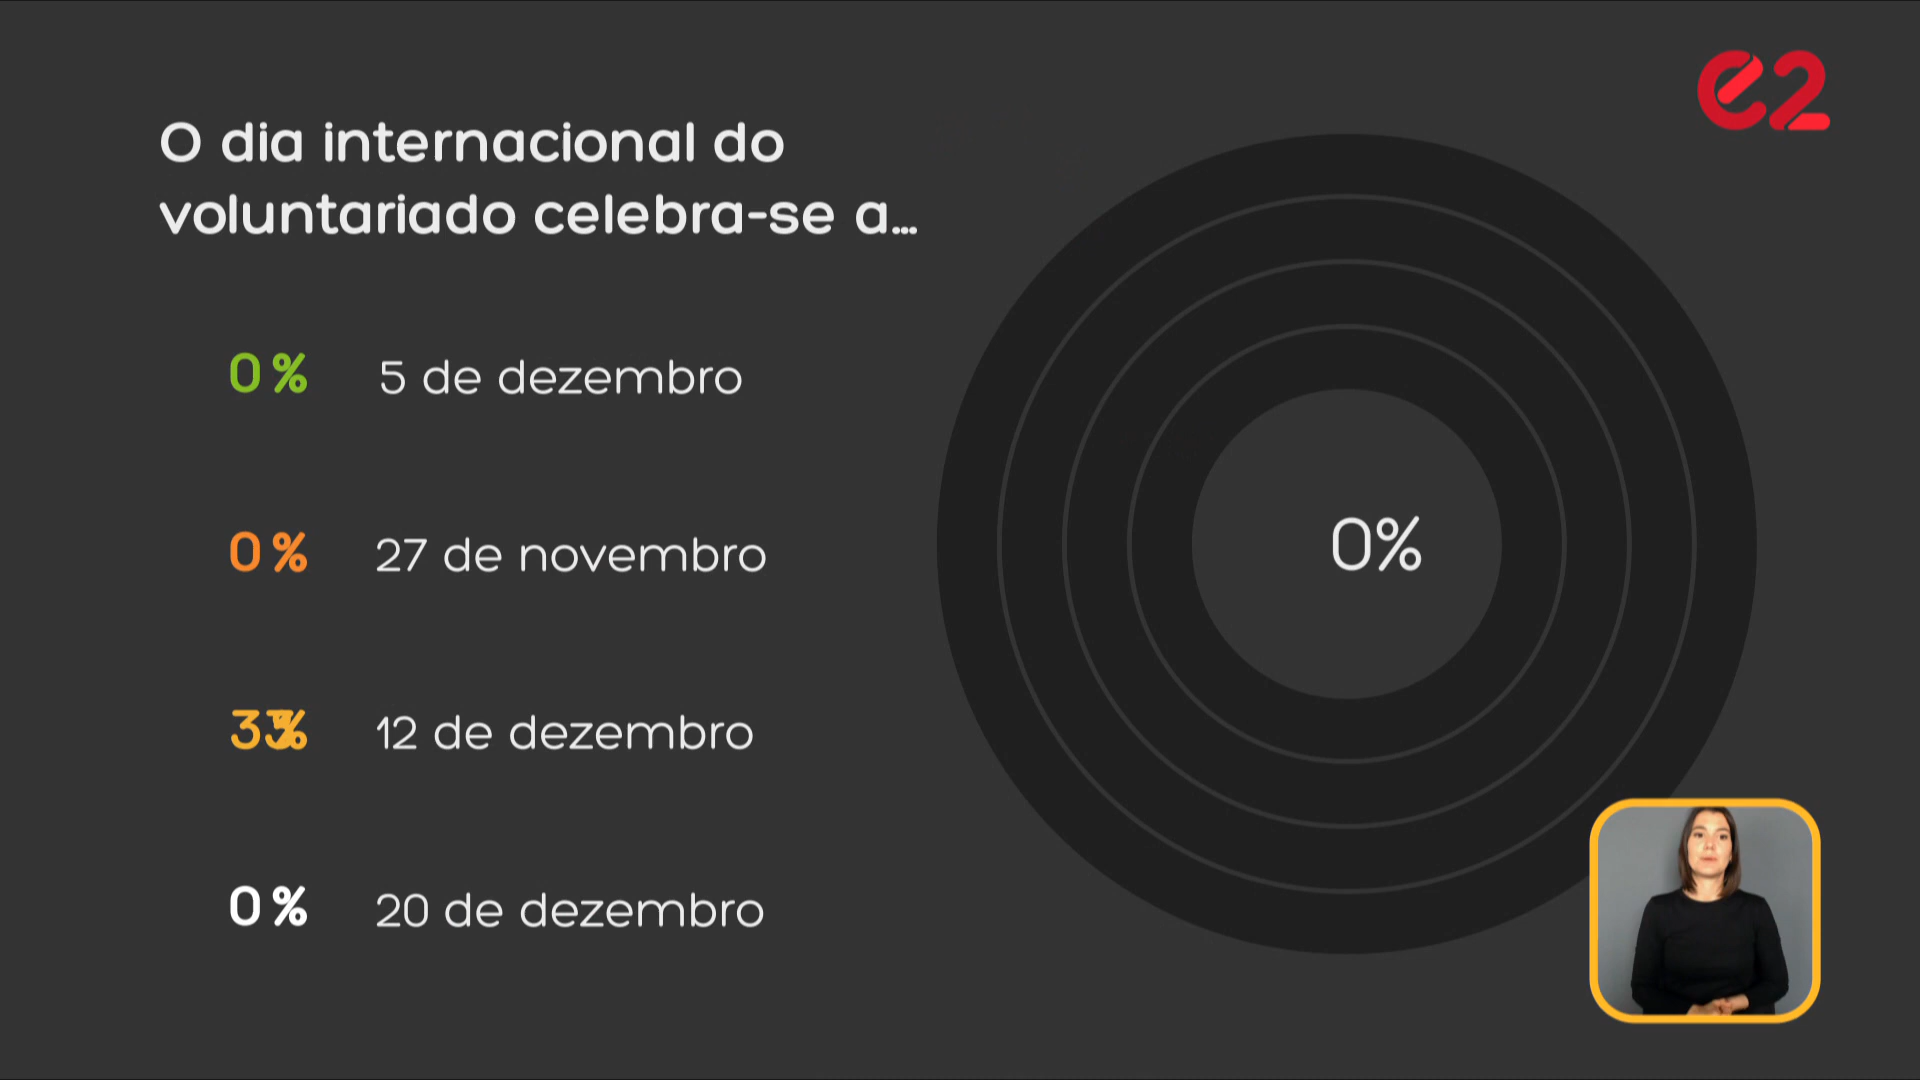 e2
O dia internacional do
voluntariado celebra-se a...
0 % 5 de dezembro
0 % 27 de novembro
33% 12 de dezembro
0 % 20 de dezembro
0%